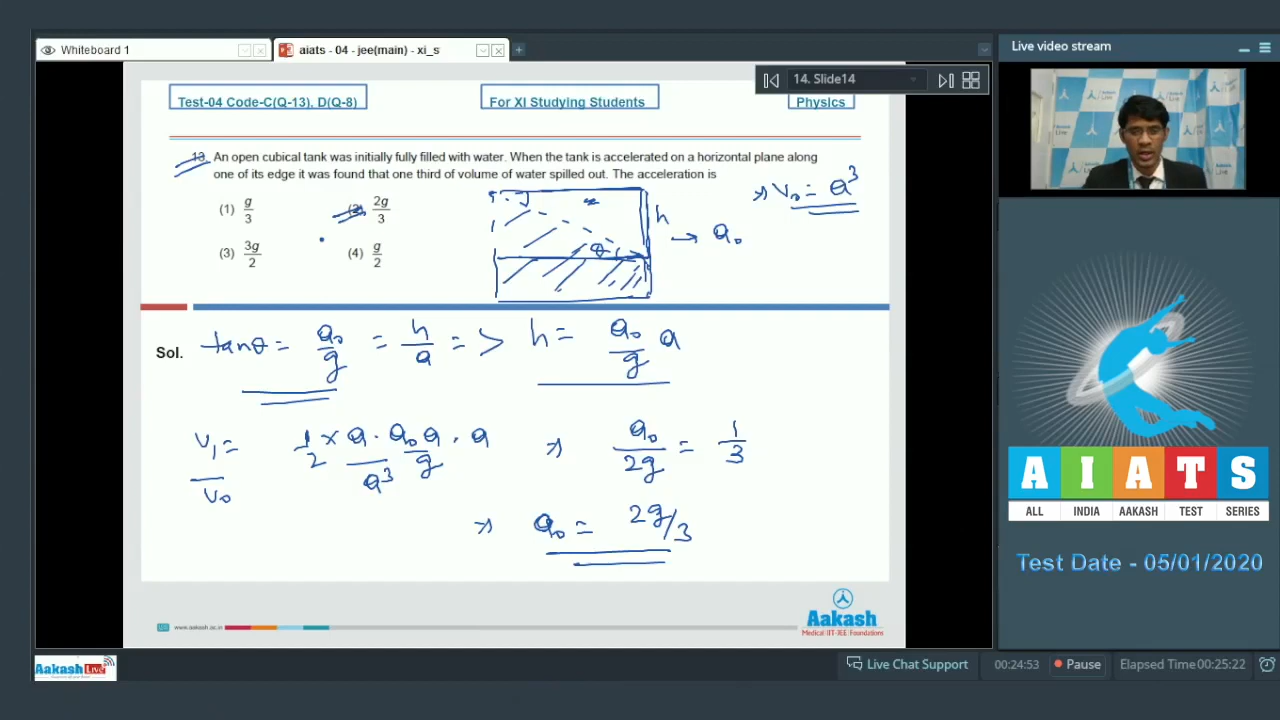 Whiteboard 1
aiats - 04 - jee(main) - xi_s
Live video stream
14. Slide14
Test-04 Code-C(Q-13), D(Q-8)
For XI Studying Students
Physics
13. An open cubical tank was initially fully filled with water. When the tank is accelerated on a horizontal plane along
one of its edge it was found that one third of volume of water spilled out. The acceleration is
(1) g/3
(2) 2g/3
(3) 3g/2
(4) g/2
⇒ V₀ = a³
h
→ a₀
θ
Sol. tanθ = a₀/g = h/a => h = a₀/g a
V₁/V₀ = 1/2 × a · a₀a/g · a / a³ ⇒ a₀/2g = 1/3
⇒ a₀ = 2g/3
www.aakash.ac.in
Aakash
Medical|IIT-JEE|Foundations
AIATS
ALL INDIA AAKASH TEST SERIES
Test Date - 05/01/2020
Aakash Live
Live Chat Support
00:24:53
Pause
Elapsed Time 00:25:22